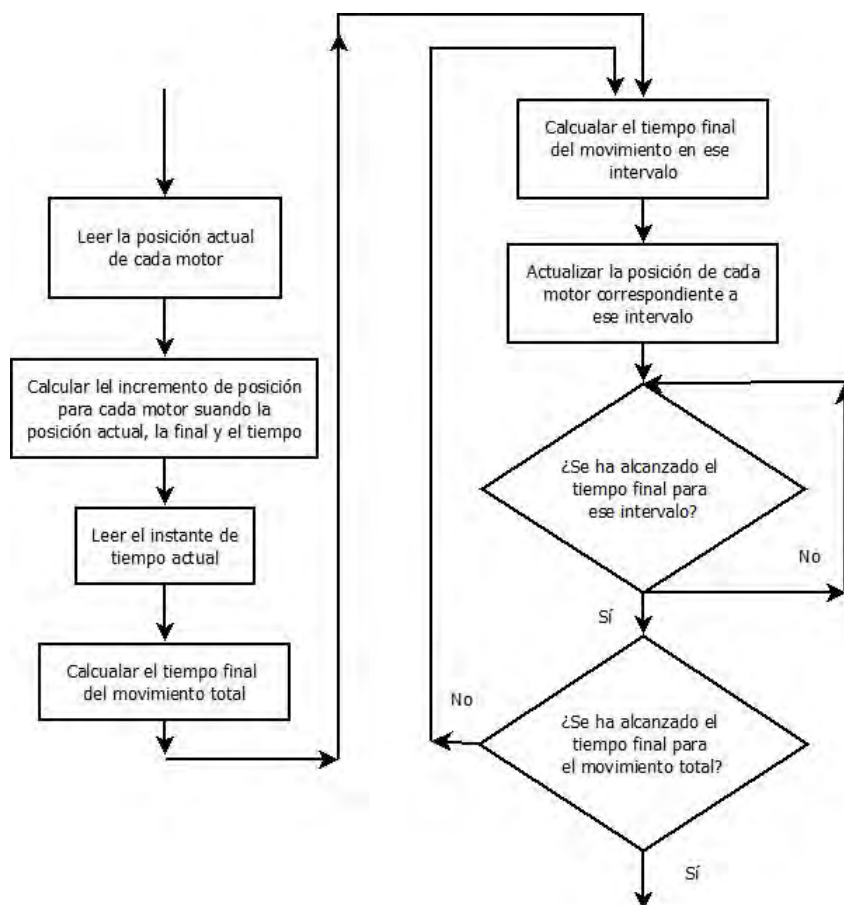 Leer la posición actual
de cada motor
Calcular lel incremento de posición
para cada motor suando la
posición actual, la final y el tiempo
Leer el instante de
tiempo actual
Calcualar el tiempo final
del movimiento total
Calcualar el tiempo final
del movimiento en ese
intervalo
Actualizar la posición de cada
motor correspondiente a
ese intervalo
¿Se ha alcanzado el
tiempo final para
ese intervalo?
No
Sí
¿Se ha alcanzado el
tiempo final para
el movimiento total?
No
Sí